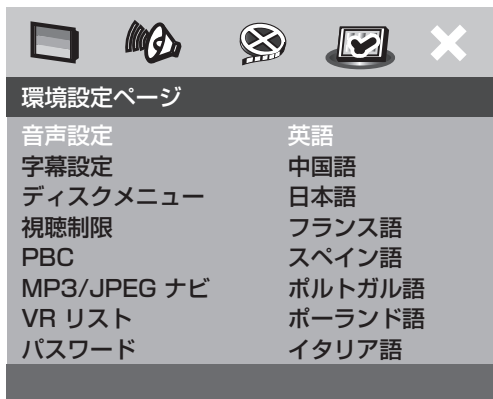 環境設定ページ
音声設定 英語
字幕設定 中国語
ディスクメニュー 日本語
視聴制限 フランス語
PBC スペイン語
MP3/JPEG ナビ ポルトガル語
VR リスト ポーランド語
パスワード イタリア語